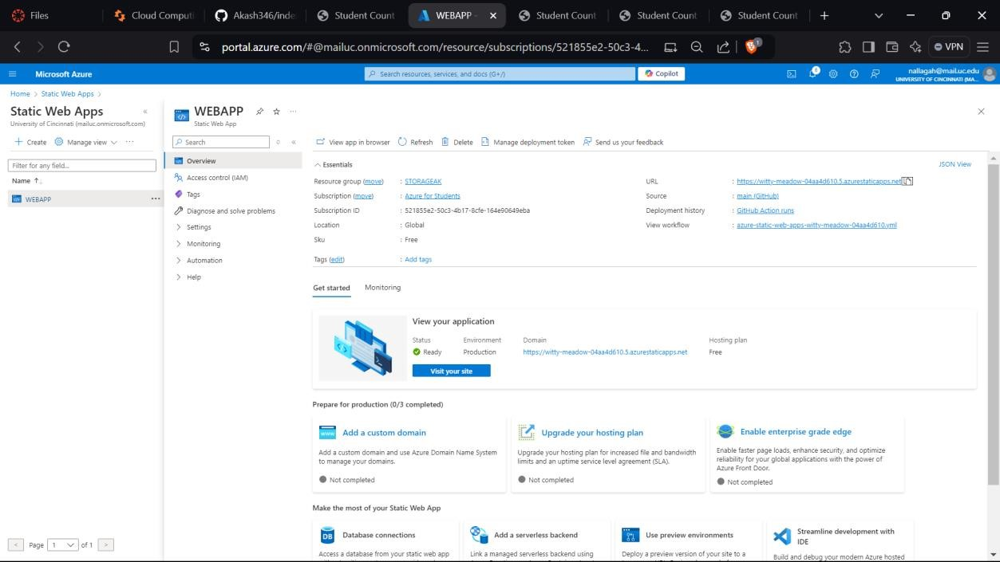 Files
Cloud Computi
Akash346/inde
Student Count
WEBAPP -
Student Count
Student Count
Student Count
portal.azure.com/#@mailuc.onmicrosoft.com/resource/subscriptions/521855e2-50c3-4...
1
VPN
Microsoft Azure
Search resources, services, and docs (G+/)
Copilot
6
nallagah@mail.uc.edu
UNIVERSITY OF CINCINNATI (MA...
Home > Static Web Apps >
Static Web Apps
University of Cincinnati (mailuc.onmicrosoft.com)
Create
Manage view
Filter for any field...
Name
WEBAPP
Page 1 of 1
WEBAPP
Static Web App
Search
Overview
Access control (IAM)
Tags
Diagnose and solve problems
Settings
Monitoring
Automation
Help
View app in browser
Refresh
Delete
Manage deployment token
Send us your feedback
Essentials
JSON View
Resource group (move) : STORAGEAK
Subscription (move) : Azure for Students
Subscription ID : 521855e2-50c3-4b17-8cfe-164e90649eba
Location : Global
Sku : Free
URL : https://witty-meadow-04aa4d610.5.azurestaticapps.net
Source : main (GitHub)
Deployment history : GitHub Action runs
View workflow : azure-static-web-apps-witty-meadow-04aa4d610.yml
Tags (edit) : Add tags
Get started
Monitoring
View your application
Status
Environment
Domain
Hosting plan
Ready
Production
https://witty-meadow-04aa4d610.5.azurestaticapps.net
Free
Visit your site
Prepare for production (0/3 completed)
Add a custom domain
Add a custom domain and use Azure Domain Name System
to manage your domains.
Not completed
Upgrade your hosting plan
Upgrade your hosting plan for increased file and bandwidth
limits and an uptime service level agreement (SLA).
Not completed
Enable enterprise grade edge
Enable faster page loads, enhance security, and optimize
reliability for your global applications with the power of
Azure Front Door.
Not completed
Make the most of your Static Web App
DB
Database connections
Access a database from your static web app
Add a serverless backend
Link a managed serverless backend using
Use preview environments
Deploy a preview version of your site to a
Streamline development with
IDE
Build and debug your modern Azure hosted